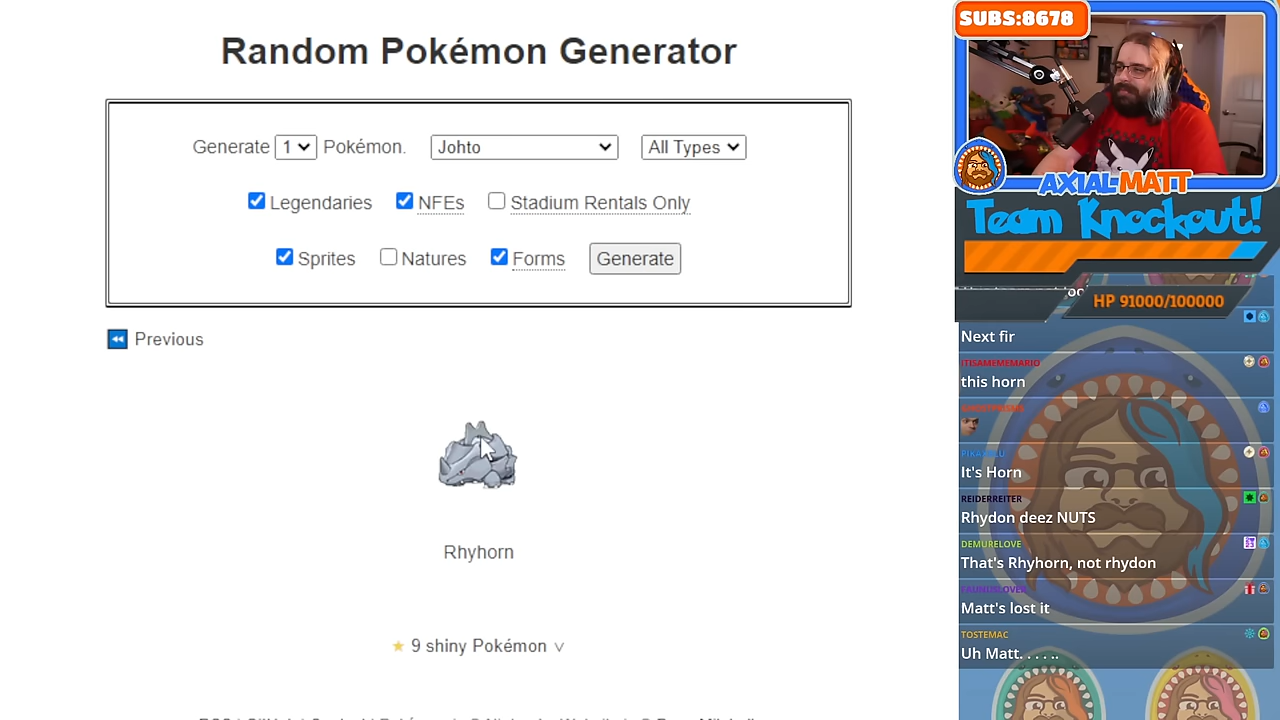 Random Pokémon Generator
Generate 1 Pokémon. Johto All Types
Legendaries NFEs Stadium Rentals Only
Sprites Natures Forms Generate
Previous
Rhyhorn
9 shiny Pokémon
SUBS:8678
AXIAL-MATT
Team Knockout!
HP 91000/100000
Next fir
ITISAMEMEMARIO
this horn
It's Horn
REIDERREITER
Rhydon deez NUTS
DEMURELOVE
That's Rhyhorn, not rhydon
Matt's lost it
TOSTEMAC
Uh Matt. . . . ..